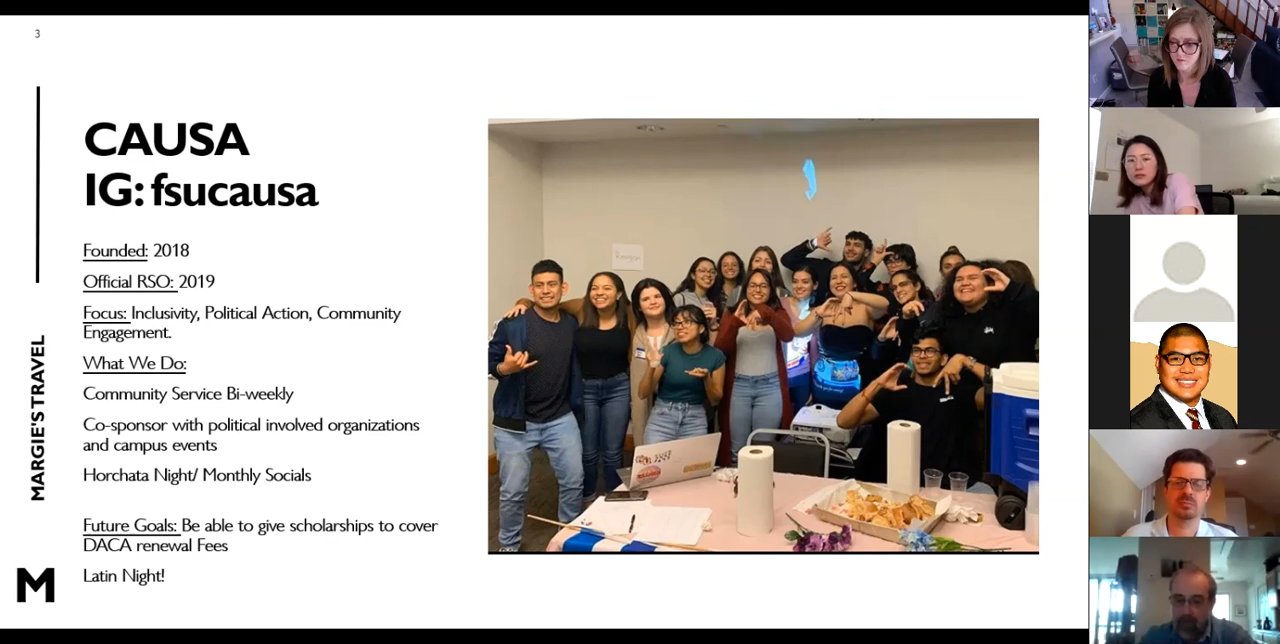 3
CAUSA
IG: fsucausa
Founded: 2018
Official RSO: 2019
Focus: Inclusivity, Political Action, Community
Engagement.
What We Do:
Community Service Bi-weekly
Co-sponsor with political involved organizations
and campus events
Horchata Night/ Monthly Socials
Future Goals: Be able to give scholarships to cover
DACA renewal Fees
Latin Night!
MARGIE'S TRAVEL
M